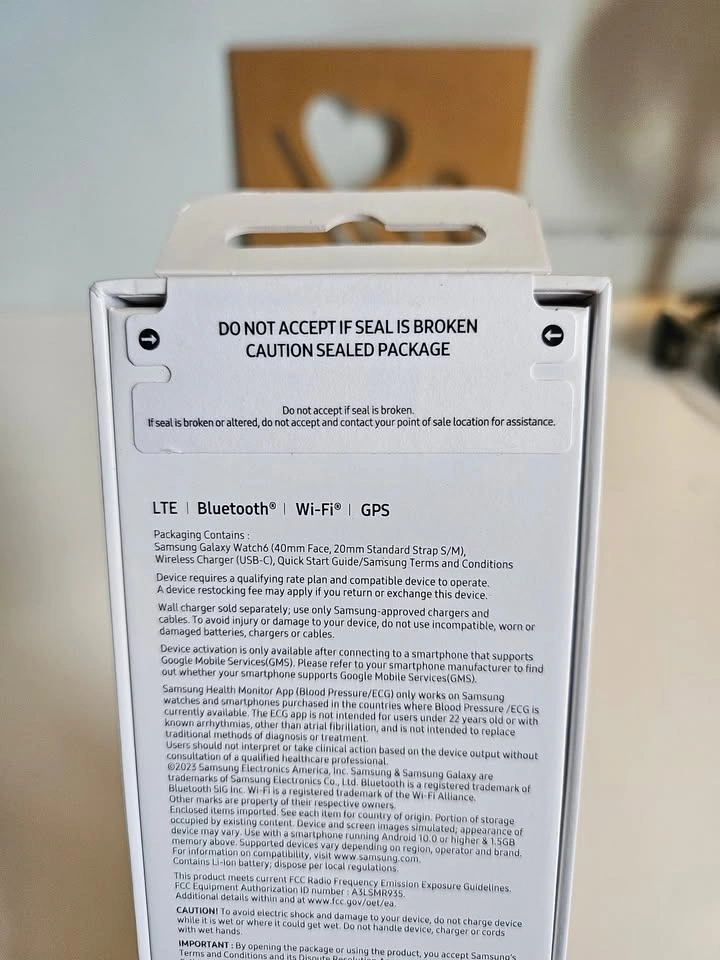 DO NOT ACCEPT IF SEAL IS BROKEN
CAUTION SEALED PACKAGE
Do not accept if seal is broken.
If seal is broken or altered, do not accept and contact your point of sale location for assistance.
LTE | Bluetooth® | Wi-Fi® | GPS
Packaging Contains :
Samsung Galaxy Watch6 (40mm Face, 20mm Standard Strap S/M),
Wireless Charger (USB-C), Quick Start Guide/Samsung Terms and Conditions
Device requires a qualifying rate plan and compatible device to operate.
A device restocking fee may apply if you return or exchange this device.
Wall charger sold separately; use only Samsung-approved chargers and
cables. To avoid injury or damage to your device, do not use incompatible, worn or
damaged batteries, chargers or cables.
Device activation is only available after connecting to a smartphone that supports
Google Mobile Services(GMS). Please refer to your smartphone manufacturer to find
out whether your smartphone supports Google Mobile Services(GMS).
Samsung Health Monitor App (Blood Pressure/ECG) only works on Samsung
watches and smartphones purchased in the countries where Blood Pressure /ECG is
currently available. The ECG app is not intended for users under 22 years old or with
known arrhythmias, other than atrial fibrillation, and is not intended to replace
traditional methods of diagnosis or treatment.
Users should not interpret or take clinical action based on the device output without
consultation of a qualified healthcare professional.
©2023 Samsung Electronics America, Inc. Samsung & Samsung Galaxy are
trademarks of Samsung Electronics Co., Ltd. Bluetooth is a registered trademark of
Bluetooth SIG Inc. Wi-Fi is a registered trademark of the Wi-Fi Alliance.
Other marks are property of their respective owners.
Enclosed items imported. See each item for country of origin. Portion of storage
occupied by existing content. Device and screen images simulated; appearance of
device may vary. Use with a smartphone running Android 10.0 or higher & 1.5GB
memory above. Supported devices vary depending on region, operator and brand.
For information on compatibility, visit www.samsung.com.
Contains Li-ion battery; dispose per local regulations.
This product meets current FCC Radio Frequency Emission Exposure Guidelines.
FCC Equipment Authorization ID number : A3LSMR935.
Additional details within and at www.fcc.gov/oet/ea.
CAUTION! To avoid electric shock and damage to your device, do not charge device
while it is wet or where it could get wet. Do not handle device, charger or cords
with wet hands.
IMPORTANT : By opening the package or using the product, you accept Samsung's
Terms and Conditions and its Dispute Resolution